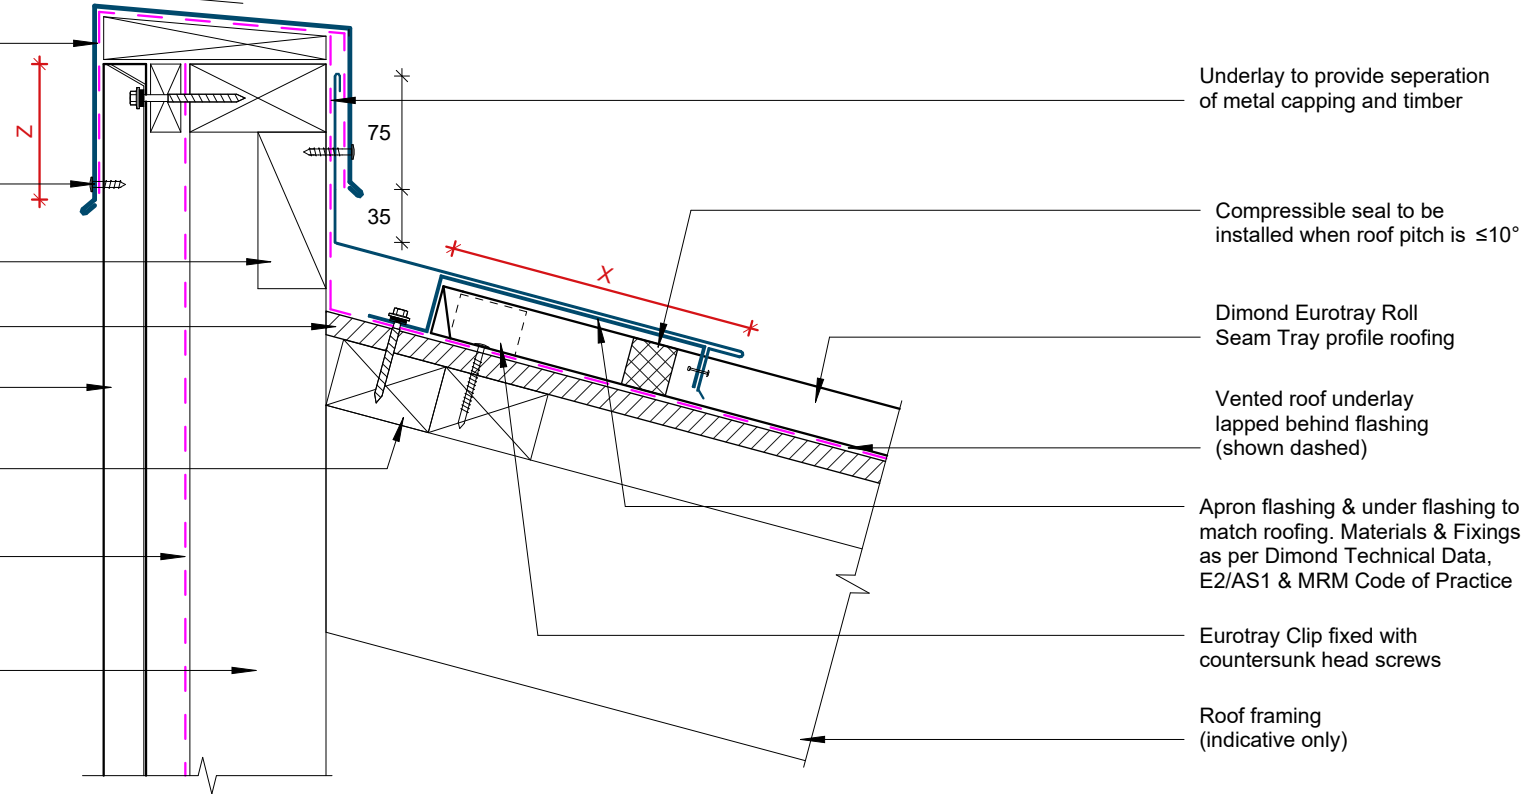 Underlay to provide seperation
of metal capping and timber
Z
75
35
X
Compressible seal to be
installed when roof pitch is ≤10°
Dimond Eurotray Roll
Seam Tray profile roofing
Vented roof underlay
lapped behind flashing
(shown dashed)
Apron flashing & under flashing to
match roofing. Materials & Fixings
as per Dimond Technical Data,
E2/AS1 & MRM Code of Practice
Eurotray Clip fixed with
countersunk head screws
Roof framing
(indicative only)